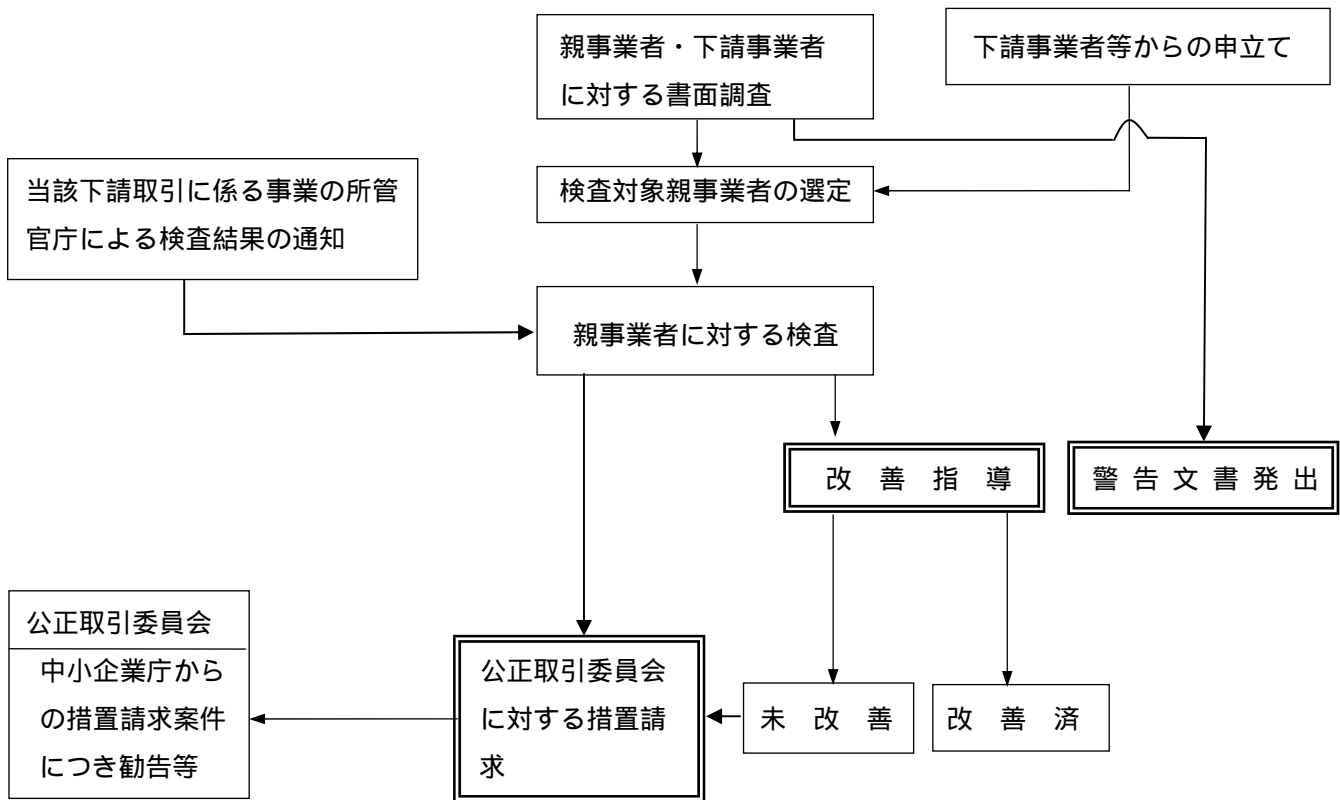 親事業者・下請事業者
に対する書面調査
下請事業者等からの申立て
当該下請取引に係る事業の所管
官庁による検査結果の通知
検査対象親事業者の選定
親事業者に対する検査
改善指導
警告文書発出
公正取引委員会
中小企業庁から
の措置請求案件
につき勧告等
公正取引委員会
に対する措置請
求
未改善
改善済